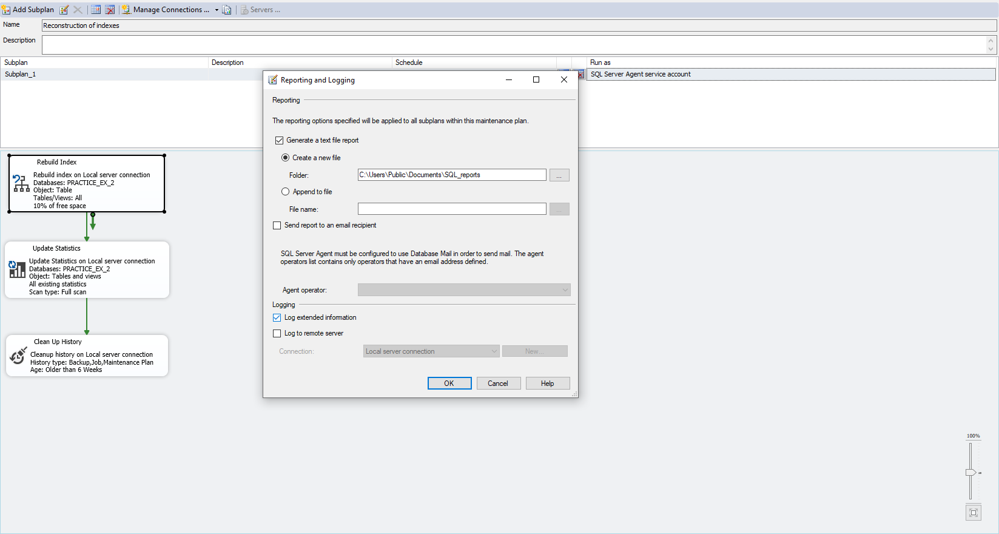 Add Subplan Manage Connections ... Servers ...
Name Reconstruction of indexes
Description
Subplan Description Schedule Run as
Subplan_1 SQL Server Agent service account
Reporting and Logging
Reporting
The reporting options specified will be applied to all subplans within this maintenance plan.
Generate a text file report
Create a new file
Folder: C:\Users\Public\Documents\SQL_reports ...
Append to file
File name: ...
Send report to an email recipient
SQL Server Agent must be configured to use Database Mail in order to send mail. The agent
operators list contains only operators that have an email address defined.
Agent operator:
Logging
Log extended information
Log to remote server
Connection: Local server connection New...
OK Cancel Help
Rebuild Index
Rebuild index on Local server connection
Databases: PRACTICE_EX_2
Object: Table
Tables/Views: All
10% of free space
Update Statistics
Update Statistics on Local server connection
Databases: PRACTICE_EX_2
Object: Tables and views
All existing statistics
Scan type: Full scan
Clean Up History
Cleanup history on Local server connection
History type: Backup,Job,Maintenance Plan
Age: Older than 6 Weeks
100%